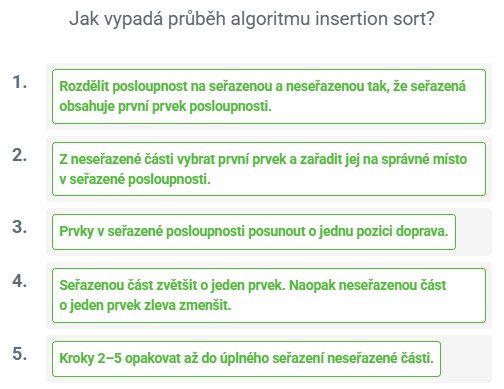 Jak vypadá průběh algoritmu insertion sort?
1.
Rozdělit posloupnost na seřazenou a neseřazenou tak, že seřazená
obsahuje první prvek posloupnosti.
2.
Z neseřazené části vybrat první prvek a zařadit jej na správné místo
v seřazené posloupnosti.
3.
Prvky v seřazené posloupnosti posunout o jednu pozici doprava.
4.
Seřazenou část zvětšit o jeden prvek. Naopak neseřazenou část
o jeden prvek zleva zmenšit.
5.
Kroky 2–5 opakovat až do úplného seřazení neseřazené části.